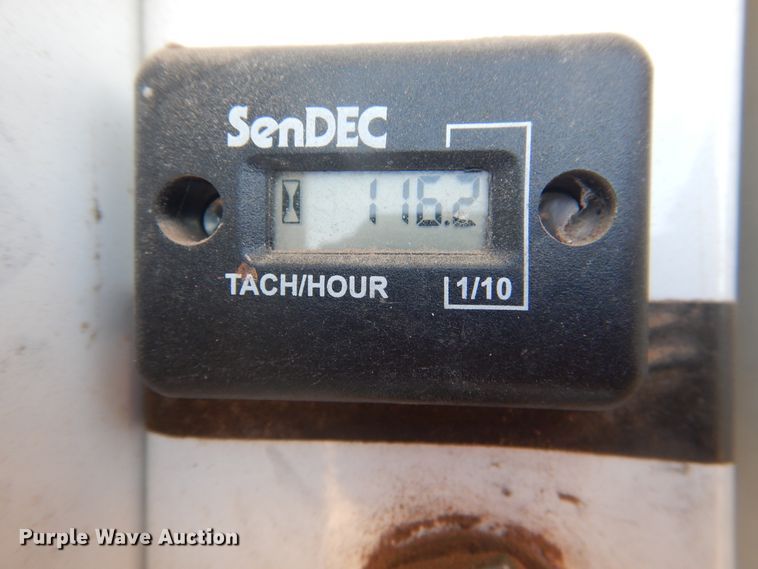 SenDEC
116.2
TACH/HOUR 1/10
Purple Wave Auction